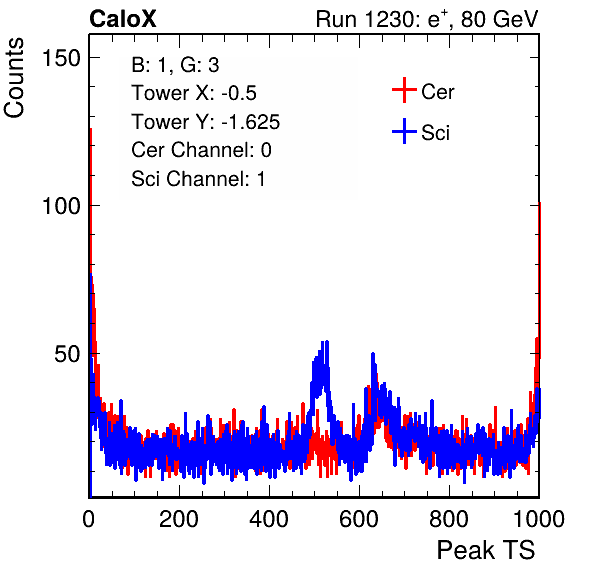 CaloX Run 1230: e+, 80 GeV
Counts
150
100
50
B: 1, G: 3
Tower X: -0.5
Tower Y: -1.625
Cer Channel: 0
Sci Channel: 1
Cer
Sci
0 200 400 600 800 1000
Peak TS